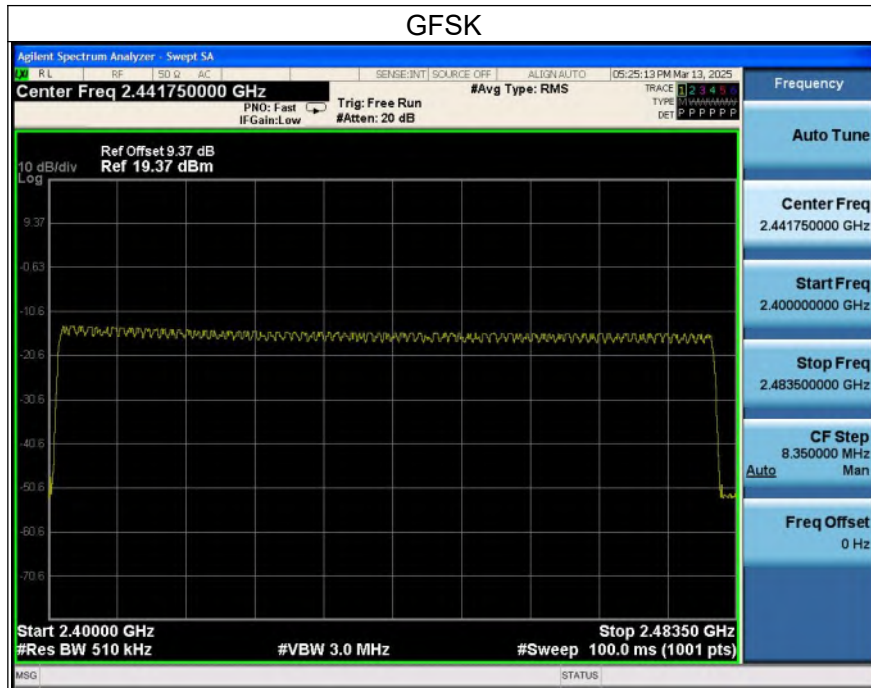 GFSK
Agilent Spectrum Analyzer - Swept SA
RL RF 50 Ω AC SENSE:INT SOURCE OFF ALIGN AUTO 05:25:13 PM Mar 13, 2025
Center Freq 2.441750000 GHz #Avg Type: RMS TRACE 1 2 3 4 5 6
PNO: Fast Trig: Free Run TYPE
IFGain:Low #Atten: 20 dB DET P P P P P P
Frequency
Ref Offset 9.37 dB
10 dB/div Ref 19.37 dBm
Log
9.37
-0.63
-10.6
-20.6
-30.6
-40.6
-50.6
-60.6
-70.6
Start 2.40000 GHz Stop 2.48350 GHz
#Res BW 510 kHz #VBW 3.0 MHz #Sweep 100.0 ms (1001 pts)
MSG STATUS
Auto Tune
Center Freq
2.441750000 GHz
Start Freq
2.400000000 GHz
Stop Freq
2.483500000 GHz
CF Step
8.350000 MHz
Auto Man
Freq Offset
0 Hz